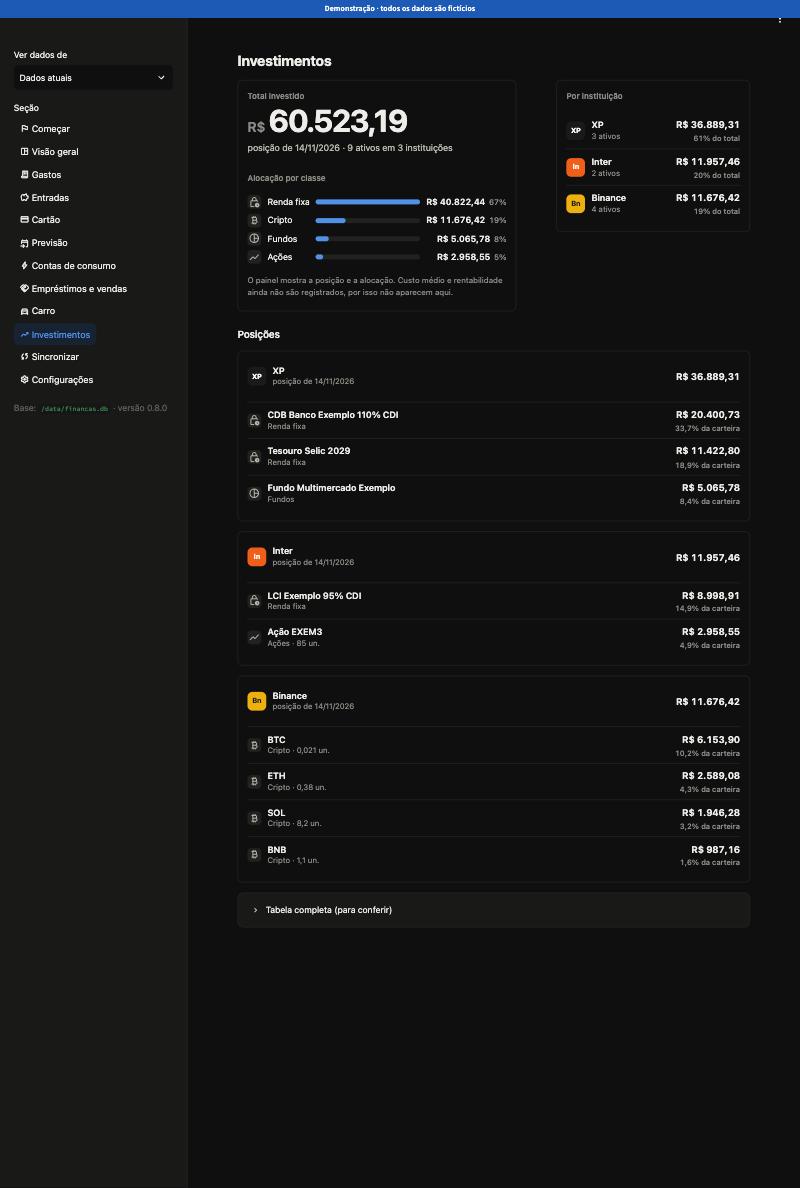 Demonstração · todos os dados são fictícios
Ver dados de
Dados atuais
Seção
Começar
Visão geral
Gastos
Entradas
Cartão
Previsão
Contas de consumo
Empréstimos e vendas
Carro
Investimentos
Sincronizar
Configurações
Base: /data/financas.db · versão 0.8.0
Investimentos
Total investido
R$ 60.523,19
posição de 14/11/2026 · 9 ativos em 3 instituições
Alocação por classe
Renda fixa R$ 40.822,44 67%
Cripto R$ 11.676,42 19%
Fundos R$ 5.065,78 8%
Ações R$ 2.958,55 5%
O painel mostra a posição e a alocação. Custo médio e rentabilidade
ainda não são registrados, por isso não aparecem aqui.
Por instituição
XP XP R$ 36.889,31
3 ativos 61% do total
In Inter R$ 11.957,46
2 ativos 20% do total
Bn Binance R$ 11.676,42
4 ativos 19% do total
Posições
XP XP R$ 36.889,31
posição de 14/11/2026
CDB Banco Exemplo 110% CDI R$ 20.400,73
Renda fixa 33,7% da carteira
Tesouro Selic 2029 R$ 11.422,80
Renda fixa 18,9% da carteira
Fundo Multimercado Exemplo R$ 5.065,78
Fundos 8,4% da carteira
In Inter R$ 11.957,46
posição de 14/11/2026
LCI Exemplo 95% CDI R$ 8.998,91
Renda fixa 14,9% da carteira
Ação EXEM3 R$ 2.958,55
Ações · 85 un. 4,9% da carteira
Bn Binance R$ 11.676,42
posição de 14/11/2026
BTC R$ 6.153,90
Cripto · 0,021 un. 10,2% da carteira
ETH R$ 2.589,08
Cripto · 0,38 un. 4,3% da carteira
SOL R$ 1.946,28
Cripto · 8,2 un. 3,2% da carteira
BNB R$ 987,16
Cripto · 1,1 un. 1,6% da carteira
Tabela completa (para conferir)